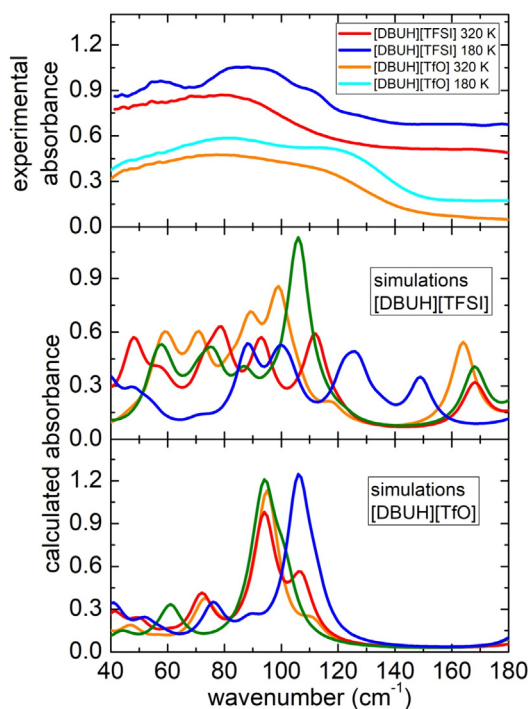 [DBUH][TFSI] 320 K
[DBUH][TFSI] 180 K
[DBUH][TfO] 320 K
[DBUH][TfO] 180 K
experimental
absorbance
1.2
0.9
0.6
0.3
0.0
simulations
[DBUH][TFSI]
0.9
0.6
0.3
0.0
calculated absorbance
simulations
[DBUH][TfO]
1.2
0.9
0.6
0.3
0.0
40 60 80 100 120 140 160 180
wavenumber (cm⁻¹)